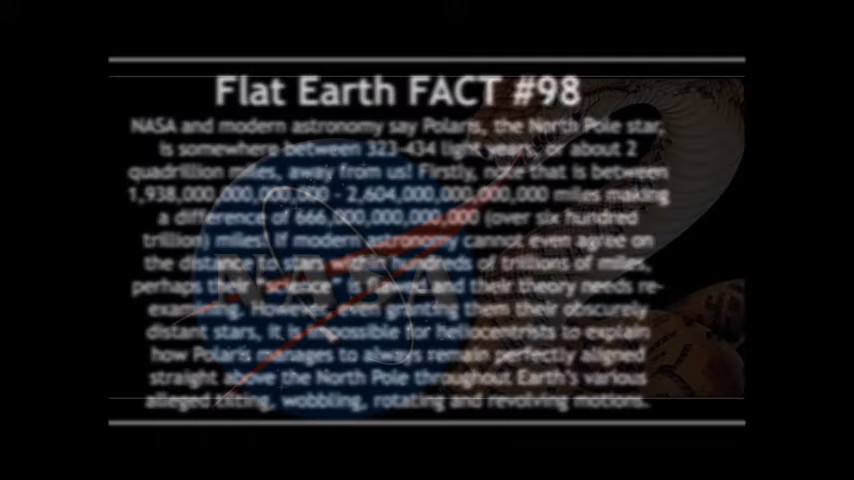 Flat Earth FACT #98
NASA and modern astronomy say Polaris, the North Pole star,
is somewhere between 323-434 light years, or about 2
quadrillion miles, away from us! Firstly, note that is between
1,938,000,000,000,000 - 2,604,000,000,000,000 miles making
a difference of 666,000,000,000,000 (over six hundred
trillion) miles! If modern astronomy cannot even agree on
the distance to stars within hundreds of trillions of miles,
perhaps their "science" is flawed and their theory needs re-
examining. However, even granting them their obscurely
distant stars, it is impossible for heliocentrists to explain
how Polaris manages to always remain perfectly aligned
straight above the North Pole throughout Earth's various
alleged tilting, wobbling, rotating and revolving motions.
NASA